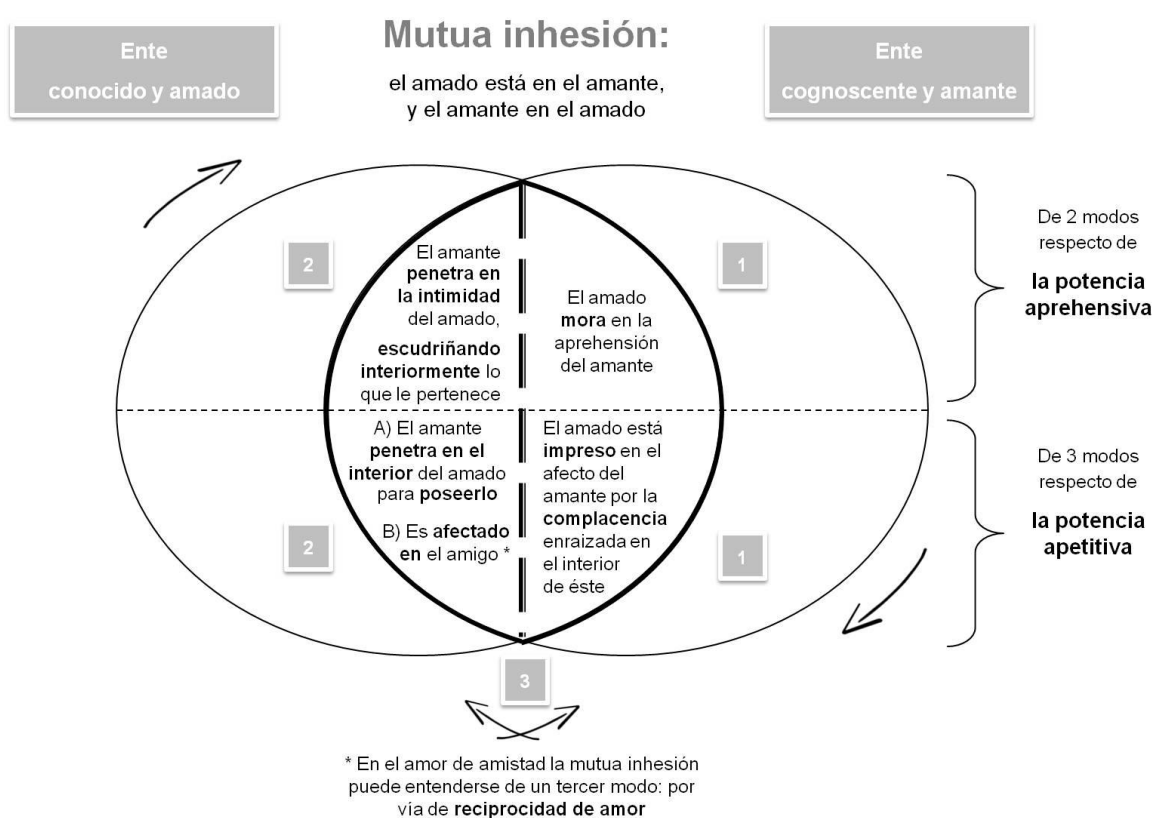 Mutua inhesión:
Ente
conocido y amado
el amado está en el amante,
y el amante en el amado
Ente
cognoscente y amante
2
El amante
penetra en
la intimidad
del amado,
escudriñando
interiormente lo
que le pertenece
El amado
mora en la
aprehensión
del amante
1
De 2 modos
respecto de
la potencia
aprehensiva
2
A) El amante
penetra en el
interior del amado
para poseerlo
B) Es afectado
en el amigo *
El amado está
impreso en el
afecto del
amante por la
complacencia
enraizada en
el interior
de éste
1
De 3 modos
respecto de
la potencia
apetitiva
3
* En el amor de amistad la mutua inhesión
puede entenderse de un tercer modo: por
vía de reciprocidad de amor